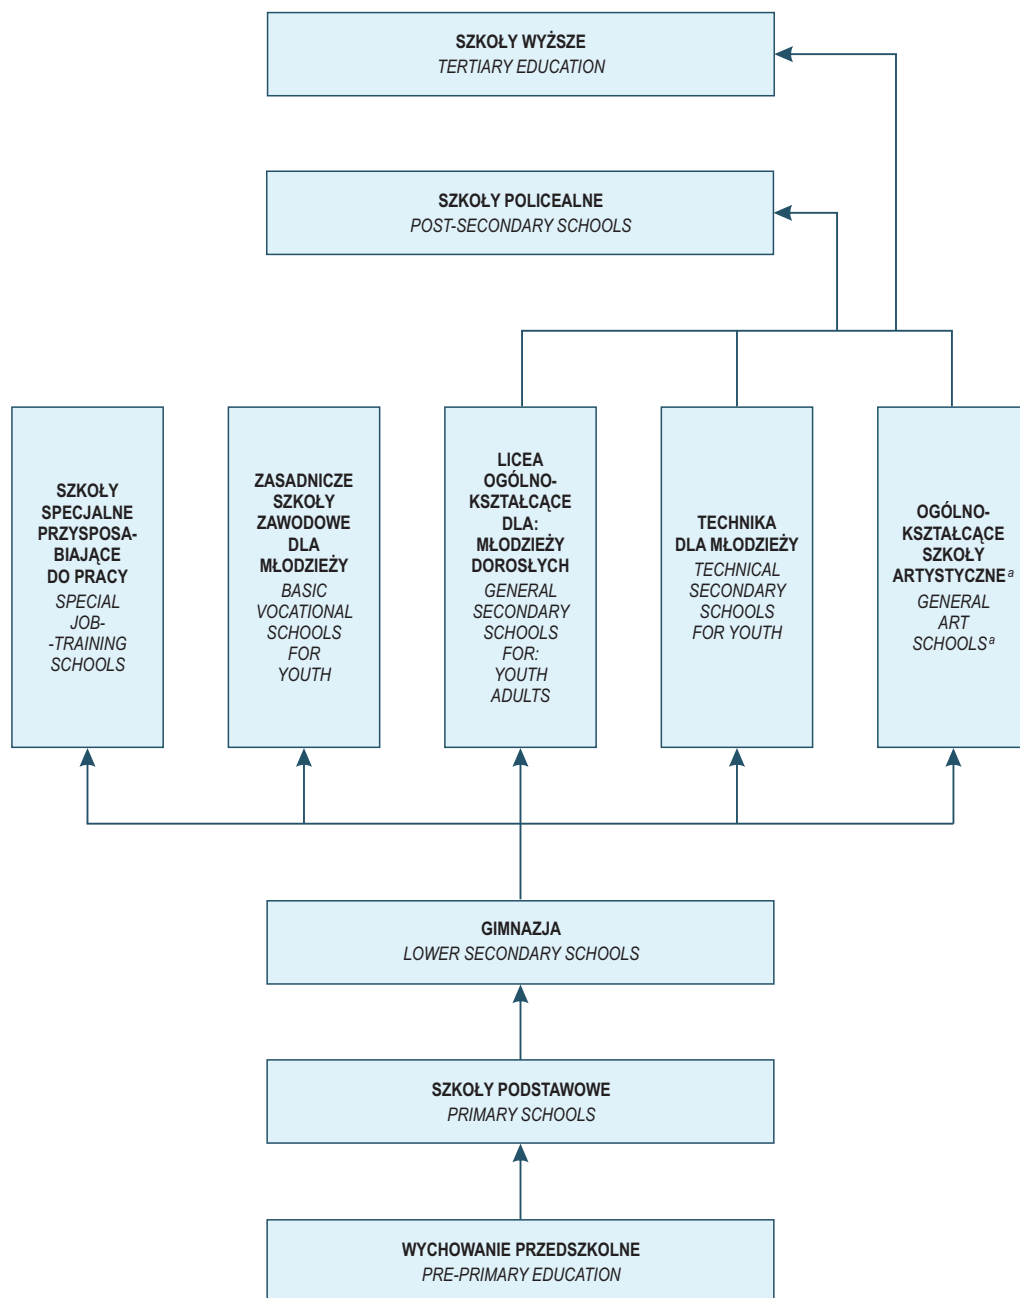 SZKOŁY WYŻSZE
TERTIARY EDUCATION
SZKOŁY POLICEALNE
POST-SECONDARY SCHOOLS
SZKOŁY
SPECJALNE
PRZYSPOSA-
BIAJĄCE
DO PRACY
SPECIAL
JOB-
-TRAINING
SCHOOLS
ZASADNICZE
SZKOŁY
ZAWODOWE
DLA
MŁODZIEŻY
BASIC
VOCATIONAL
SCHOOLS
FOR
YOUTH
LICEA
OGÓLNO-
KSZTAŁCĄCE
DLA:
MŁODZIEŻY
DOROSŁYCH
GENERAL
SECONDARY
SCHOOLS
FOR:
YOUTH
ADULTS
TECHNIKA
DLA MŁODZIEŻY
TECHNICAL
SECONDARY
SCHOOLS
FOR YOUTH
OGÓLNO-
KSZTAŁCĄCE
SZKOŁY
ARTYSTYCZNE a
GENERAL
ART
SCHOOLS a
GIMNAZJA
LOWER SECONDARY SCHOOLS
SZKOŁY PODSTAWOWE
PRIMARY SCHOOLS
WYCHOWANIE PRZEDSZKOLNE
PRE-PRIMARY EDUCATION